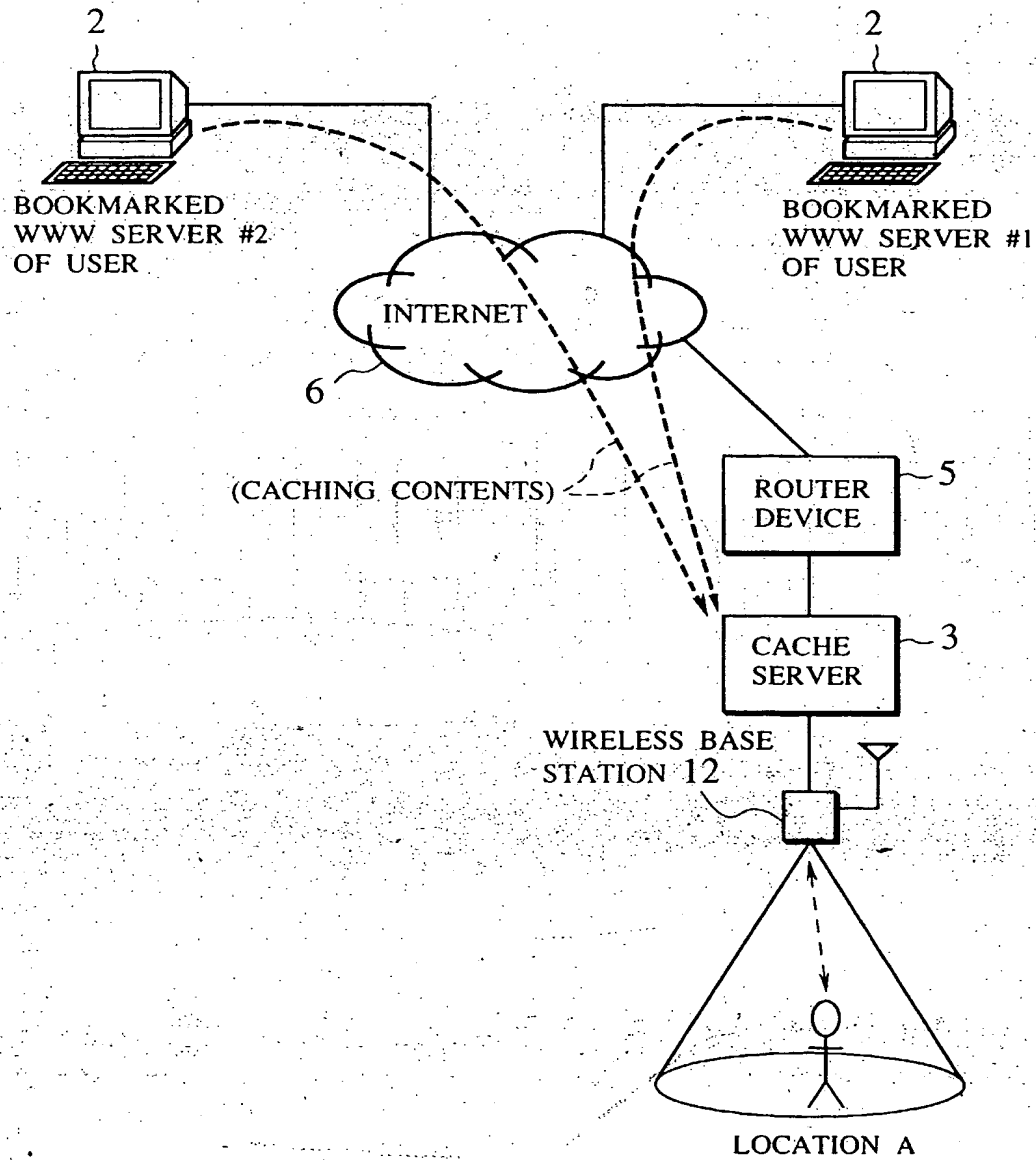 2
2
BOOKMARKED
WWW SERVER #2
OF USER
BOOKMARKED
WWW SERVER #1
OF USER
INTERNET
6
(CACHING CONTENTS)
ROUTER
DEVICE
5
CACHE
SERVER
3
WIRELESS BASE
STATION 12
LOCATION A